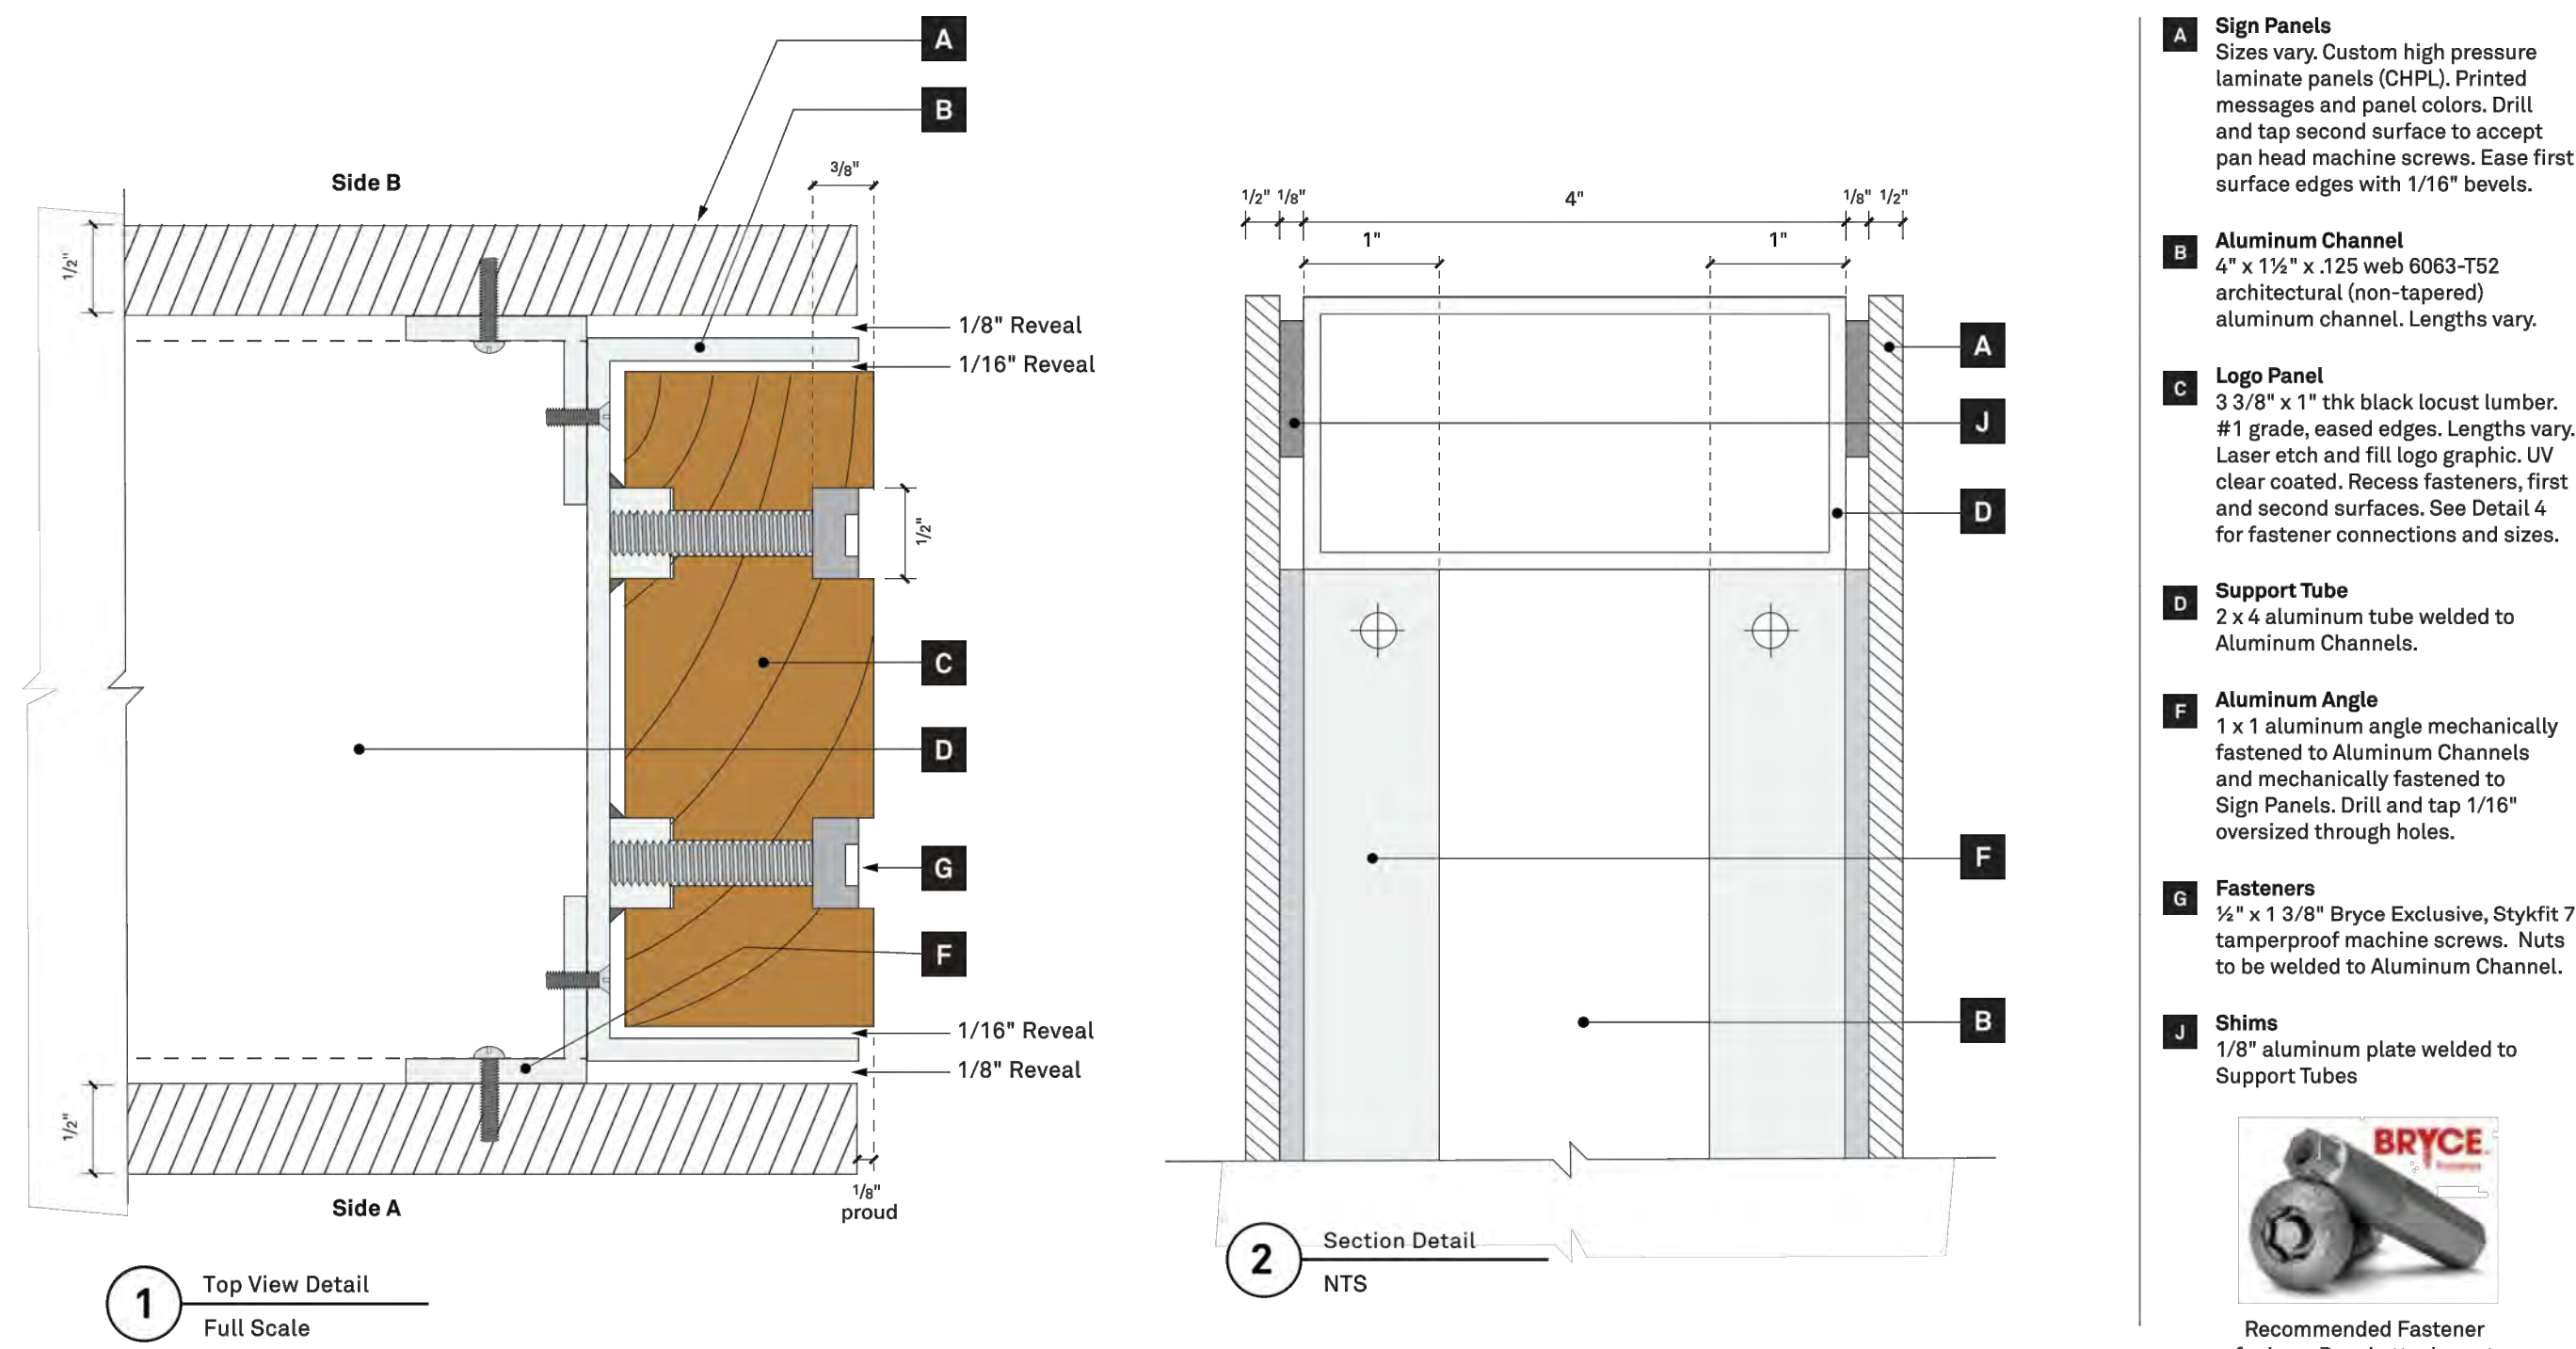 A
B
Side B
3/8"
1/2"
1/8" Reveal
1/16" Reveal
1/2"
C
D
G
F
1/16" Reveal
1/8" Reveal
1/2"
Side A
1/8"
proud
1
Top View Detail
Full Scale
1/2" 1/8" 4" 1/8" 1/2"
1" 1"
A
J
D
F
B
2
Section Detail
NTS
A
Sign Panels
Sizes vary. Custom high pressure
laminate panels (CHPL). Printed
messages and panel colors. Drill
and tap second surface to accept
pan head machine screws. Ease first
surface edges with 1/16" bevels.
B
Aluminum Channel
4" x 1½" x .125 web 6063-T52
architectural (non-tapered)
aluminum channel. Lengths vary.
C
Logo Panel
3 3/8" x 1" thk black locust lumber.
#1 grade, eased edges. Lengths vary.
Laser etch and fill logo graphic. UV
clear coated. Recess fasteners, first
and second surfaces. See Detail 4
for fastener connections and sizes.
D
Support Tube
2 x 4 aluminum tube welded to
Aluminum Channels.
F
Aluminum Angle
1 x 1 aluminum angle mechanically
fastened to Aluminum Channels
and mechanically fastened to
Sign Panels. Drill and tap 1/16"
oversized through holes.
G
Fasteners
½" x 1 3/8" Bryce Exclusive, Stykfit 7
tamperproof machine screws. Nuts
to be welded to Aluminum Channel.
J
Shims
1/8" aluminum plate welded to
Support Tubes
BRYCE
Recommended Fastener